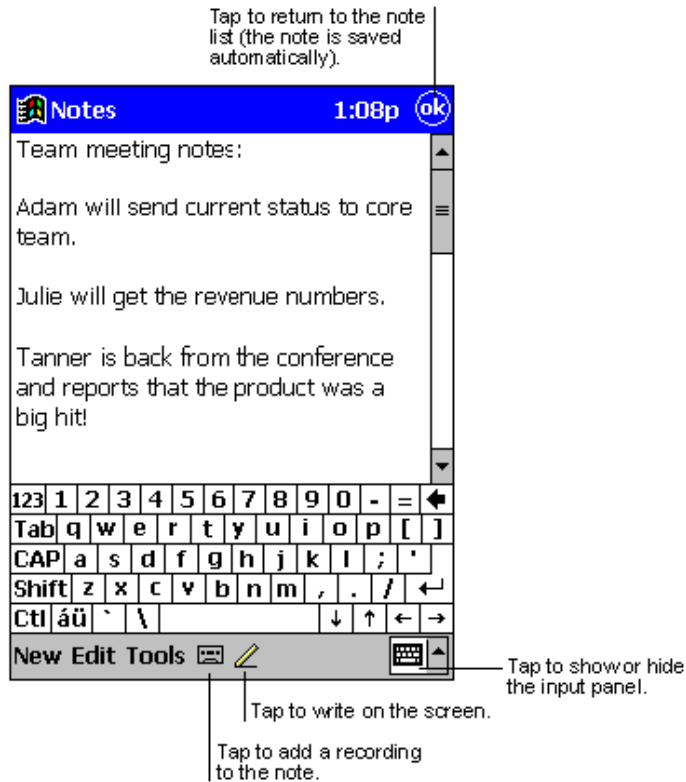 Tap to return to the note
list (the note is saved
automatically).
Notes 1:08p ok
Team meeting notes:
Adam will send current status to core
team.
Julie will get the revenue numbers.
Tanner is back from the conference
and reports that the product was a
big hit!
123 1 2 3 4 5 6 7 8 9 0 - = 🡄
Tab q w e r t y u i o p [ ]
CAP a s d f g h j k l ; '
Shift z x c v b n m , . / ↵
Ctl áü ` \ ↓ ↑ ← →
New Edit Tools
Tap to show or hide
the input panel.
Tap to write on the screen.
Tap to add a recording
to the note.